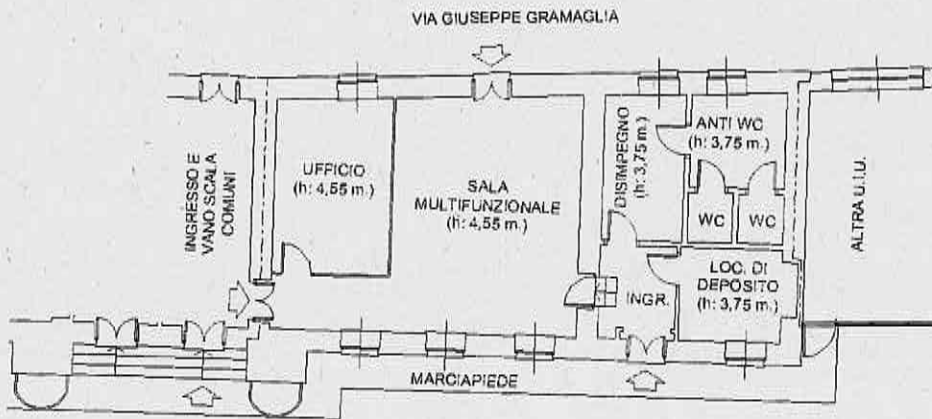 VIA GIUSEPPE GRAMAGLIA
INGRESSO E
VANO SCALA
COMUNI
UFFICIO
(h: 4,55 m.)
SALA
MULTIFUNZIONALE
(h: 4,55 m.)
DISIMPEGNO
(h: 3,75 m.)
ANTI WC
(h: 3,75 m.)
WC
WC
ALTRA U.I.U.
INGR.
LOC. DI
DEPOSITO
(h: 3,75 m.)
MARCIAPIEDE